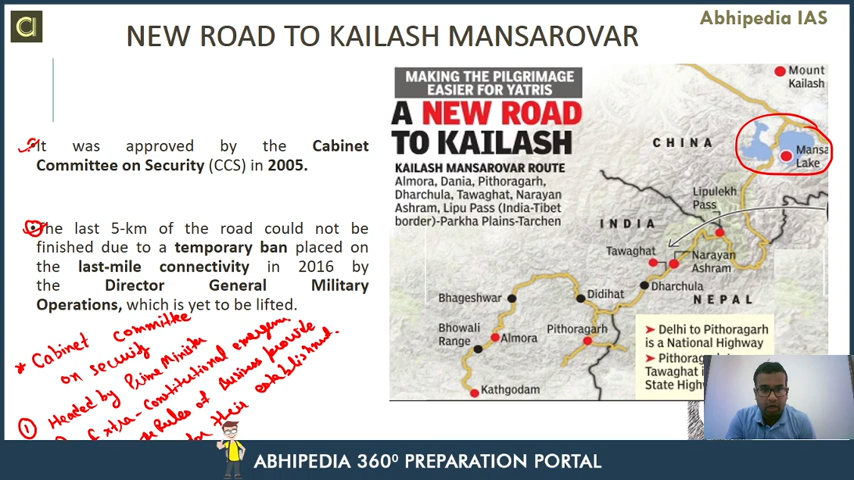 Abhipedia IAS
NEW ROAD TO KAILASH MANSAROVAR
It was approved by the Cabinet
Committee on Security (CCS) in 2005.
The last 5-km of the road could not be
finished due to a temporary ban placed on
the last-mile connectivity in 2016 by
the Director General Military
Operations, which is yet to be lifted.
* Cabinet committee
on security
① Headed by Prime Minister
Extra-Constitutional
Rules of Business provide
for their
MAKING THE PILGRIMAGE
EASIER FOR YATRIS
A NEW ROAD
TO KAILASH
KAILASH MANSAROVAR ROUTE
Almora, Dania, Pithoragarh,
Dharchula, Tawaghat, Narayan
Ashram, Lipu Pass (India-Tibet
border)-Parkha Plains-Tarchen
Mount
Kailash
CHINA
Mansa
Lake
Lipulekh
Pass
INDIA
Tawaghat
Narayan
Ashram
Dharchula
NEPAL
Didihat
Bhageshwar
Bhowali
Range
Almora
Pithoragarh
Kathgodam
➤ Delhi to Pithoragarh
is a National Highway
➤ Pithorag
Tawaghat i
State High
ABHIPEDIA 360⁰ PREPARATION PORTAL